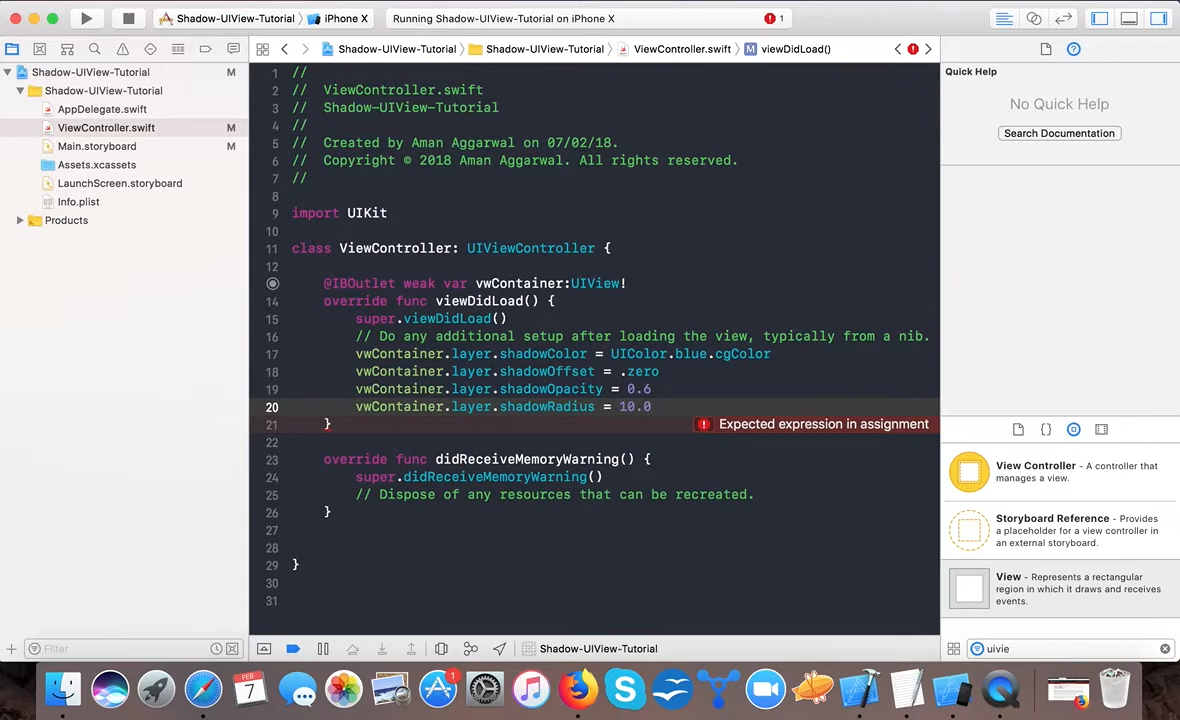 Shadow-UIView-Tutorial
iPhone X
Running Shadow-UIView-Tutorial on iPhone X
1
Shadow-UIView-Tutorial
Shadow-UIView-Tutorial
ViewController.swift
M
viewDidLoad()
Shadow-UIView-Tutorial
M
Shadow-UIView-Tutorial
AppDelegate.swift
ViewController.swift
M
Main.storyboard
M
Assets.xcassets
LaunchScreen.storyboard
Info.plist
Products
Filter
1 //
2 // ViewController.swift
3 // Shadow-UIView-Tutorial
4 //
5 // Created by Aman Aggarwal on 07/02/18.
6 // Copyright © 2018 Aman Aggarwal. All rights reserved.
7 //
8
9 import UIKit
10
11 class ViewController: UIViewController {
12
@IBOutlet weak var vwContainer:UIView!
14 override func viewDidLoad() {
15 super.viewDidLoad()
16 // Do any additional setup after loading the view, typically from a nib.
17 vwContainer.layer.shadowColor = UIColor.blue.cgColor
18 vwContainer.layer.shadowOffset = .zero
19 vwContainer.layer.shadowOpacity = 0.6
20 vwContainer.layer.shadowRadius = 10.0
21 }
Expected expression in assignment
22
23 override func didReceiveMemoryWarning() {
24 super.didReceiveMemoryWarning()
25 // Dispose of any resources that can be recreated.
26 }
27
28
29 }
30
31
Shadow-UIView-Tutorial
Quick Help
No Quick Help
Search Documentation
{}
View Controller - A controller that
manages a view.
Storyboard Reference - Provides
a placeholder for a view controller in
an external storyboard.
View - Represents a rectangular
region in which it draws and receives
events.
uivie
FEB
7
1